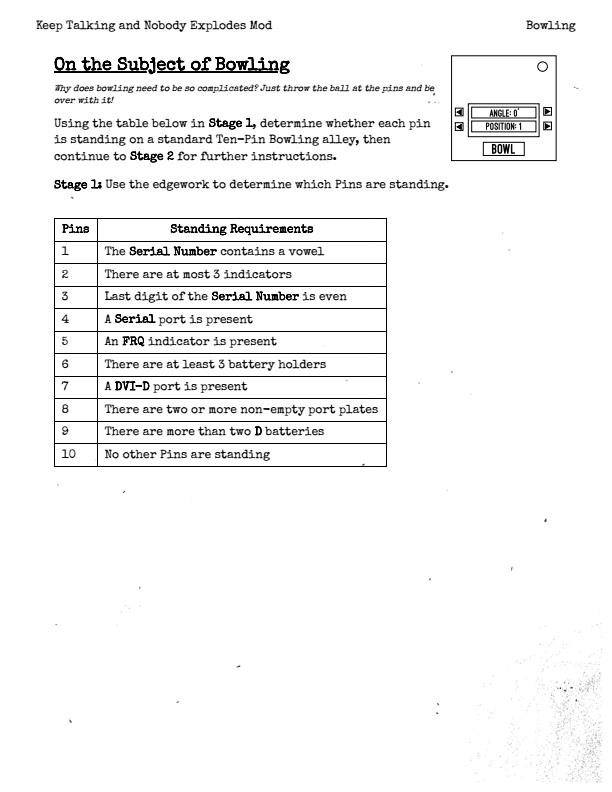 Keep Talking and Nobody Explodes Mod Bowling
On the Subject of Bowling
Why does bowling need to be so complicated? Just throw the ball at the pins and be
over with it!
ANGLE: 0°
POSITION: 1
BOWL
Using the table below in Stage 1, determine whether each pin
is standing on a standard Ten-Pin Bowling alley, then
continue to Stage 2 for further instructions.
Stage 1: Use the edgework to determine which Pins are standing.
Pins Standing Requirements
1 The Serial Number contains a vowel
2 There are at most 3 indicators
3 Last digit of the Serial Number is even
4 A Serial port is present
5 An FRQ indicator is present
6 There are at least 3 battery holders
7 A DVI-D port is present
8 There are two or more non-empty port plates
9 There are more than two D batteries
10 No other Pins are standing